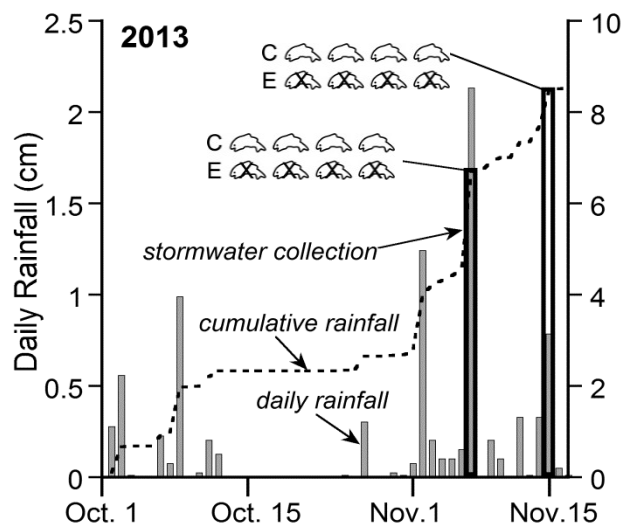 2013
2.5
2
1.5
1
0.5
0
Daily Rainfall (cm)
10
8
6
4
2
0
C
E
C
E
stormwater collection
cumulative rainfall
daily rainfall
Oct. 1
Oct. 15
Nov.1
Nov.15